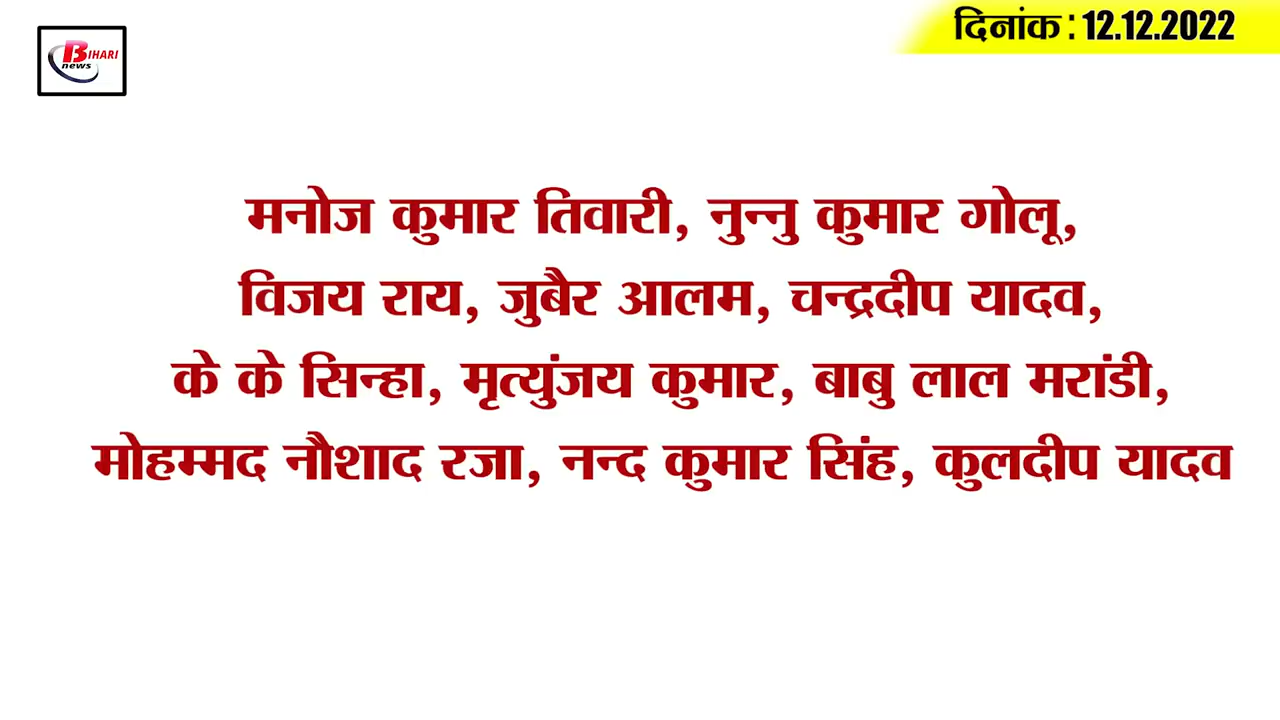 BIHARI
news
दिनांक : 12.12.2022
मनोज कुमार तिवारी, नुन्नु कुमार गोलू,
विजय राय, जुबैर आलम, चन्द्रदीप यादव,
के के सिन्हा, मृत्युंजय कुमार, बाबु लाल मरांडी,
मोहम्मद नौशाद रजा, नन्द कुमार सिंह, कुलदीप यादव